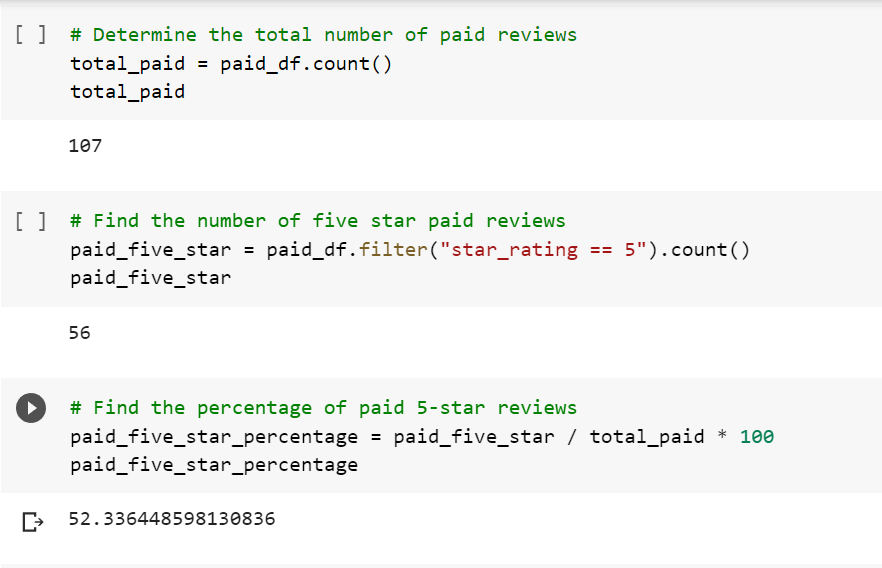 [ ] # Determine the total number of paid reviews
total_paid = paid_df.count()
total_paid
107
[ ] # Find the number of five star paid reviews
paid_five_star = paid_df.filter("star_rating == 5").count()
paid_five_star
56
# Find the percentage of paid 5-star reviews
paid_five_star_percentage = paid_five_star / total_paid * 100
paid_five_star_percentage
52.336448598130836